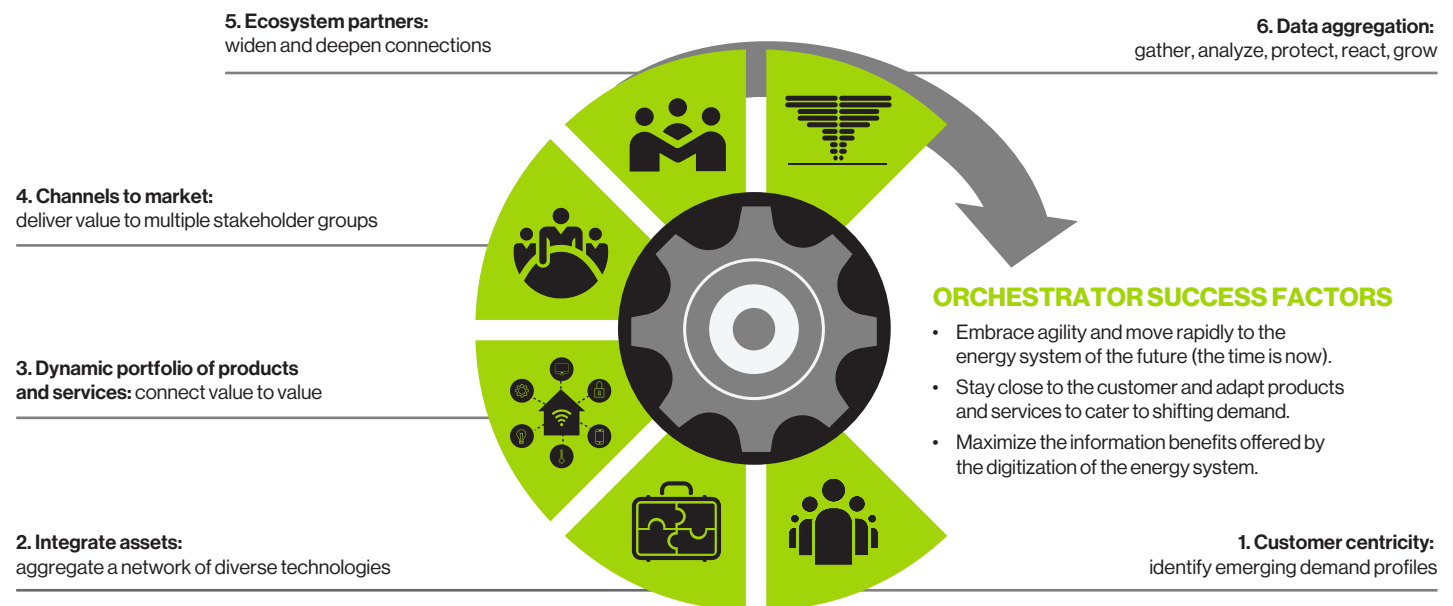 5. Ecosystem partners:
widen and deepen connections
6. Data aggregation:
gather, analyze, protect, react, grow
4. Channels to market:
deliver value to multiple stakeholder groups
3. Dynamic portfolio of products
and services: connect value to value
2. Integrate assets:
aggregate a network of diverse technologies
1. Customer centricity:
identify emerging demand profiles
ORCHESTRATOR SUCCESS FACTORS
• Embrace agility and move rapidly to the
energy system of the future (the time is now).
• Stay close to the customer and adapt products
and services to cater to shifting demand.
• Maximize the information benefits offered by
the digitization of the energy system.